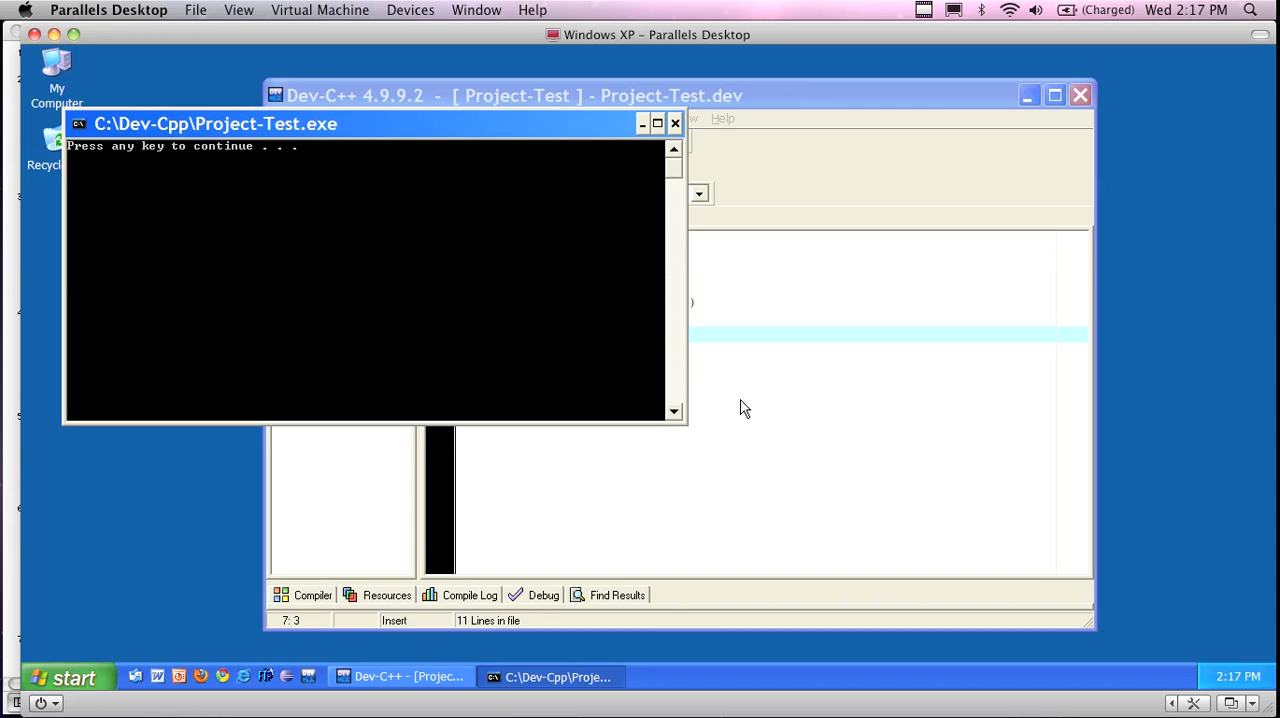 Parallels Desktop File View Virtual Machine Devices Window Help (Charged) Wed 2:17 PM
Windows XP – Parallels Desktop
My
Computer
Dev-C++ 4.9.9.2 - [ Project-Test ] - Project-Test.dev
C:\Dev-Cpp\Project-Test.exe
Help
Press any key to continue . . .
Recyc
)
Compiler Resources Compile Log Debug Find Results
7: 3 Insert 11 Lines in file
start Dev-C++ - [Projec... C:\Dev-Cpp\Proje... 2:17 PM